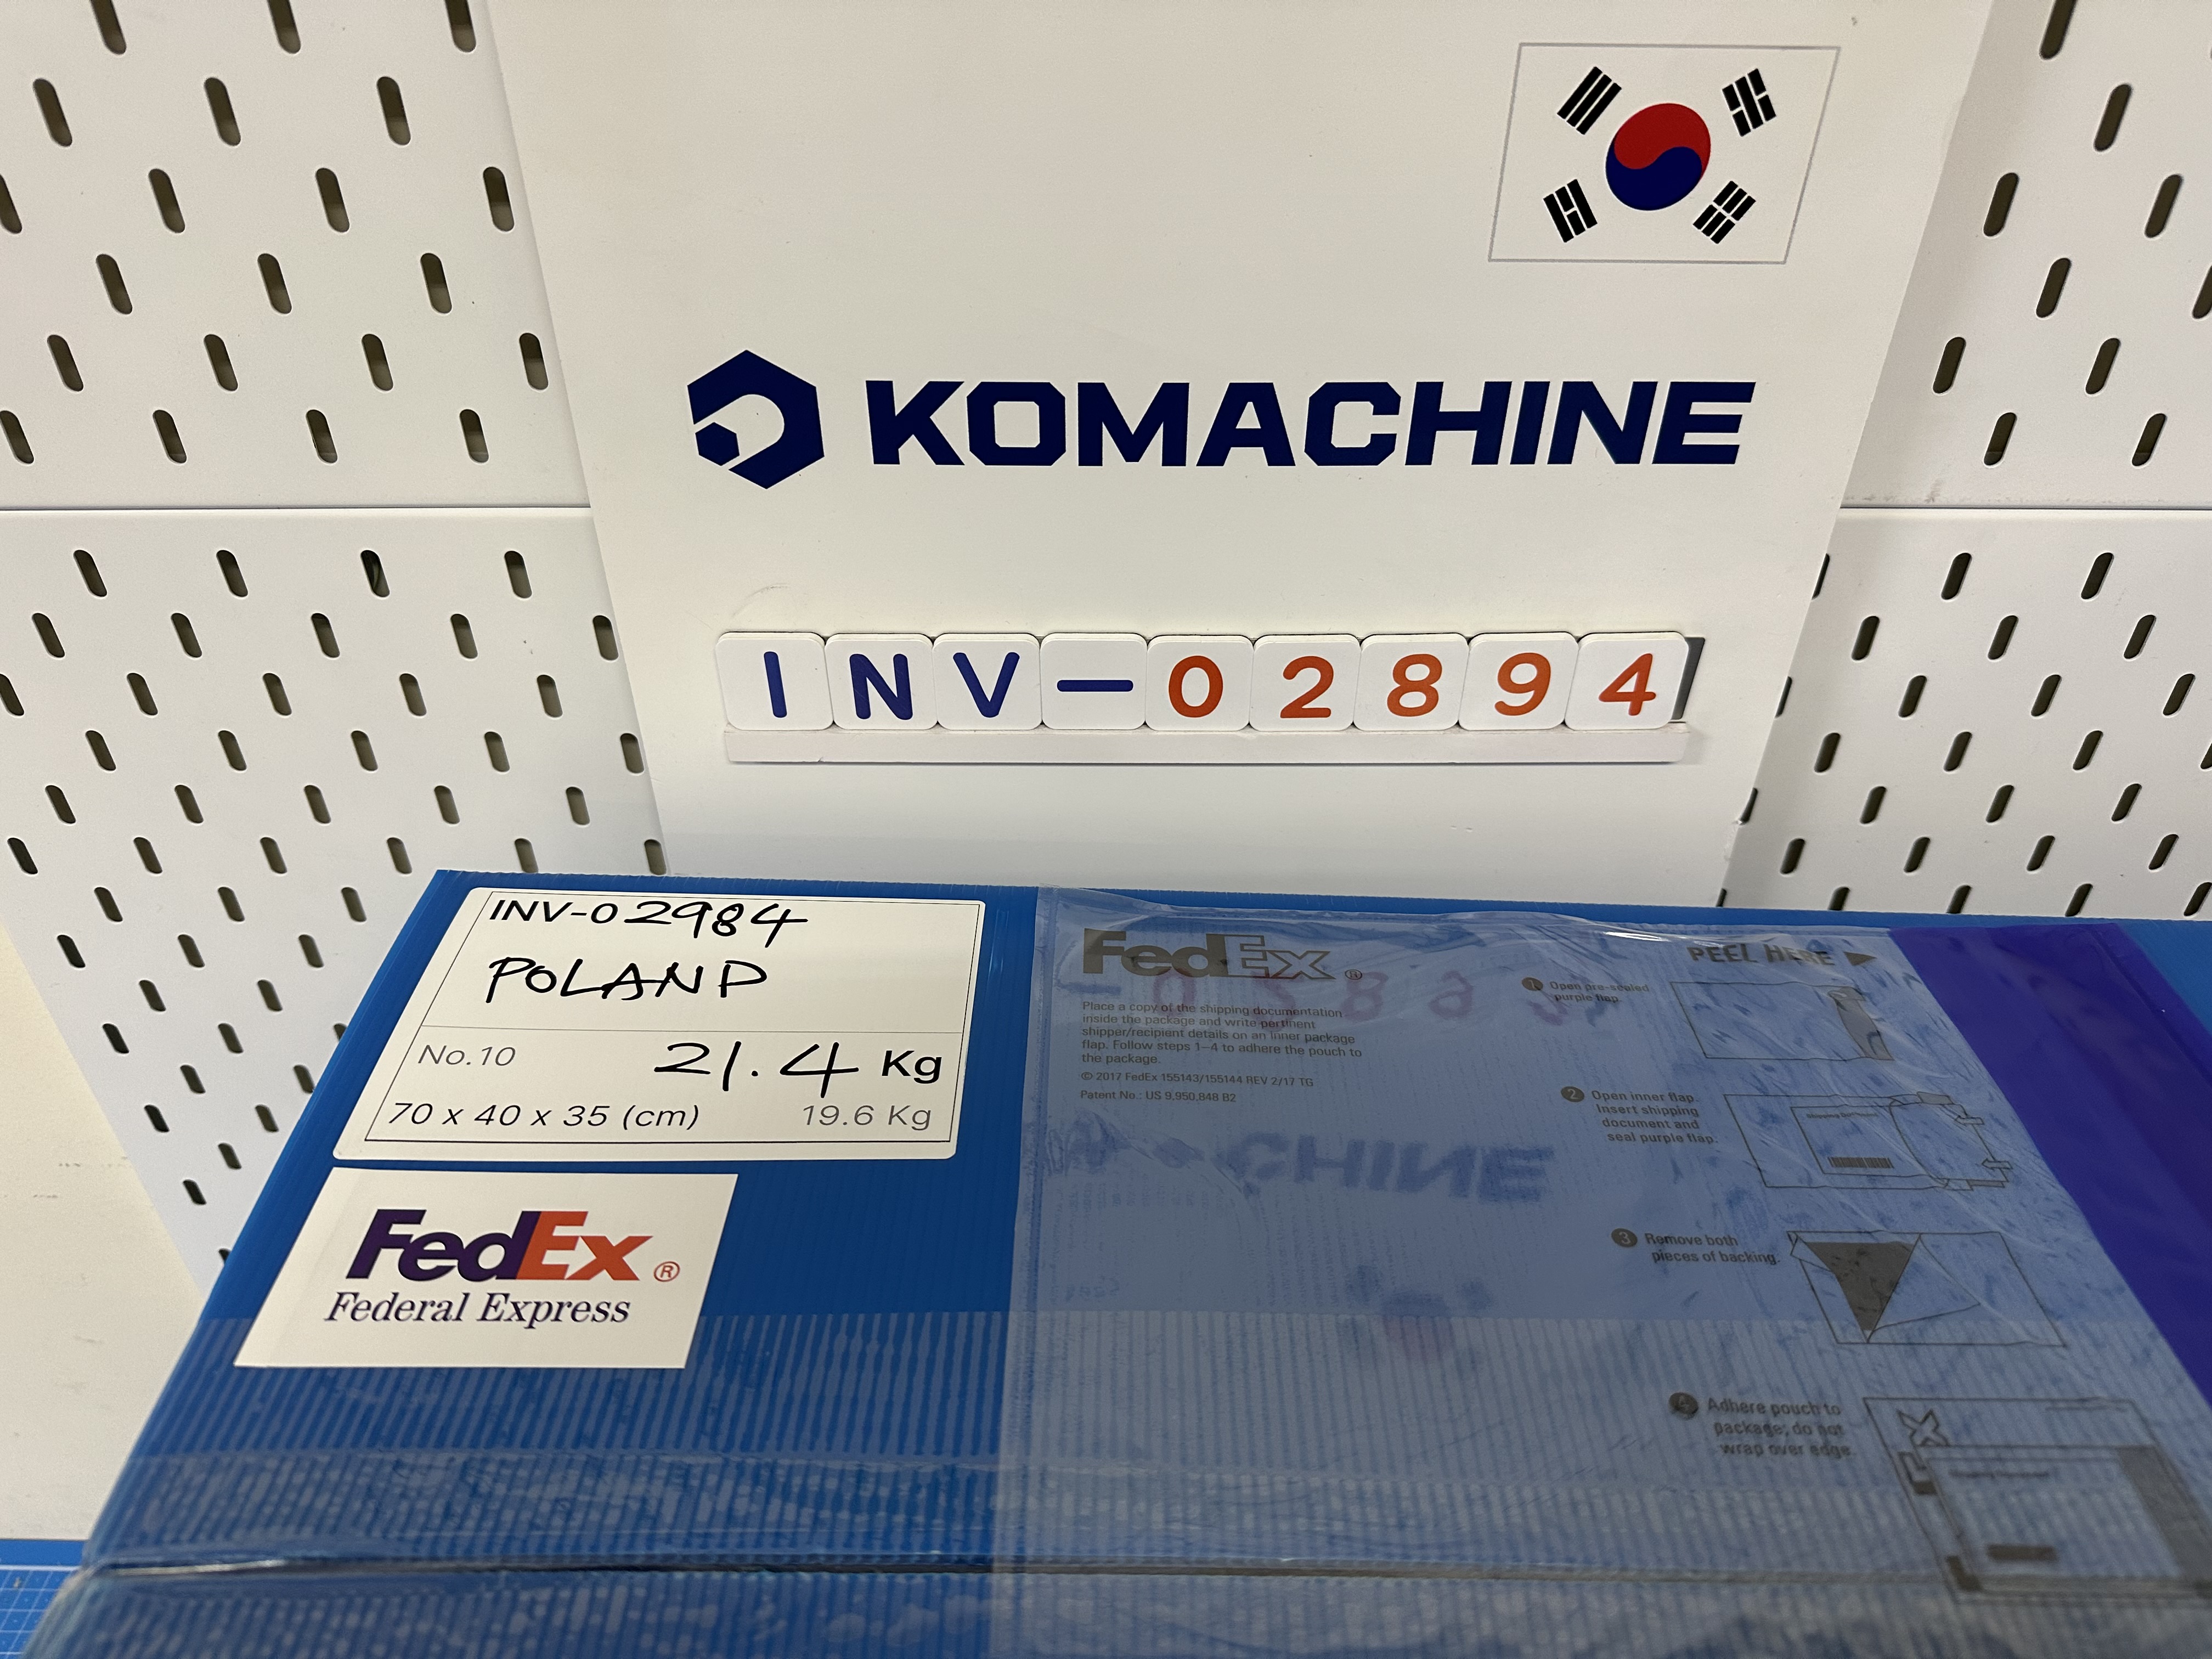 KOMACHINE
INV-02894
INV-02984
POLAND
No.10 21.4 Kg
70 x 40 x 35 (cm) 19.6 Kg
FedEx®
Federal Express
FedEx®
Place a copy of the shipping documentation
inside the package and write pertinent
shipper/recipient details on an inner package
flap. Follow steps 1-4 to adhere the pouch to
the package.
© 2017 FedEx 155143/155144 REV 2/17 TG
Patent No.: US 9,950,848 B2
PEEL HERE
1 Open pre-sealed
purple flap.
2 Open inner flap.
Insert shipping
document and
seal purple flap.
3 Remove both
pieces of backing.
4 Adhere pouch to
package; do not
wrap over edge.